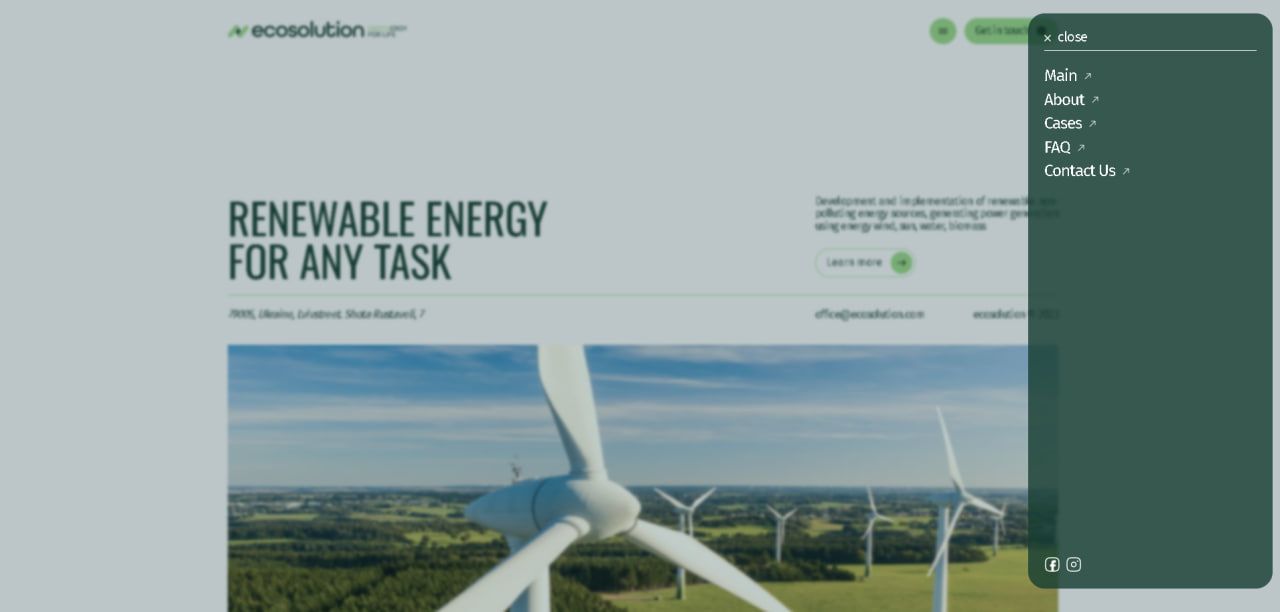 ecosolution
FOR LIFE
Get in touch
× close
Main
About
Cases
FAQ
Contact Us
RENEWABLE ENERGY
FOR ANY TASK
Development and implementation of renewable non-
polluting energy sources, generating power generation
using energy wind, sun, water, biomass
Learn more
79005, Ukraine, Lvivstreet. Shota Rustaveli, 7
office@ecosolution.com
ecosolution ©